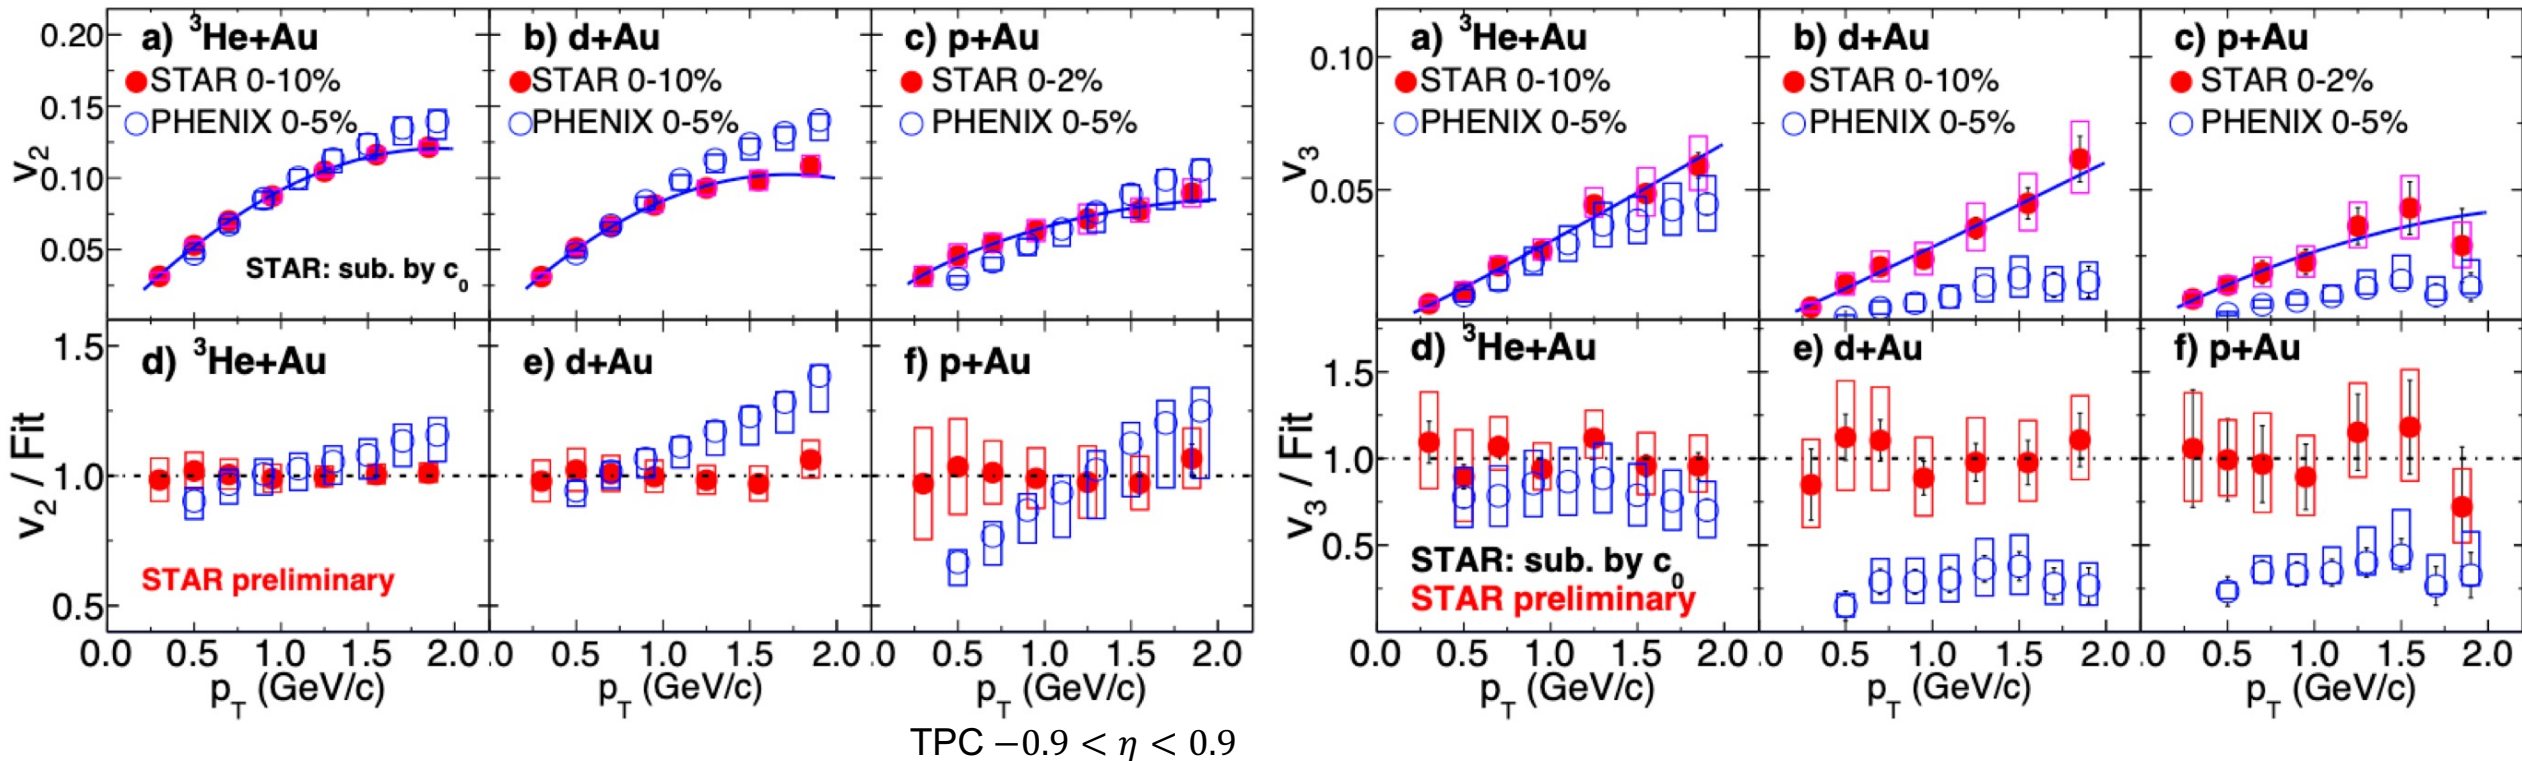 a) ³He+Au
STAR 0-10%
PHENIX 0-5%
STAR: sub. by c₀
b) d+Au
STAR 0-10%
PHENIX 0-5%
c) p+Au
STAR 0-2%
PHENIX 0-5%
v₂
0.20
0.15
0.10
0.05
d) ³He+Au
STAR preliminary
e) d+Au
f) p+Au
v₂ / Fit
1.5
1.0
0.5
0.0 0.5 1.0 1.5 2.0
.0 0.5 1.0 1.5 2.0
.0 0.5 1.0 1.5 2.0
p_T (GeV/c)
p_T (GeV/c)
p_T (GeV/c)
a) ³He+Au
STAR 0-10%
PHENIX 0-5%
b) d+Au
STAR 0-10%
PHENIX 0-5%
c) p+Au
STAR 0-2%
PHENIX 0-5%
v₃
0.10
0.05
d) ³He+Au
STAR: sub. by c₀
STAR preliminary
e) d+Au
f) p+Au
v₃ / Fit
1.5
1.0
0.5
0.0 0.5 1.0 1.5 2.0
.0 0.5 1.0 1.5 2.0
.0 0.5 1.0 1.5 2.0
p_T (GeV/c)
p_T (GeV/c)
p_T (GeV/c)
TPC −0.9 < η < 0.9